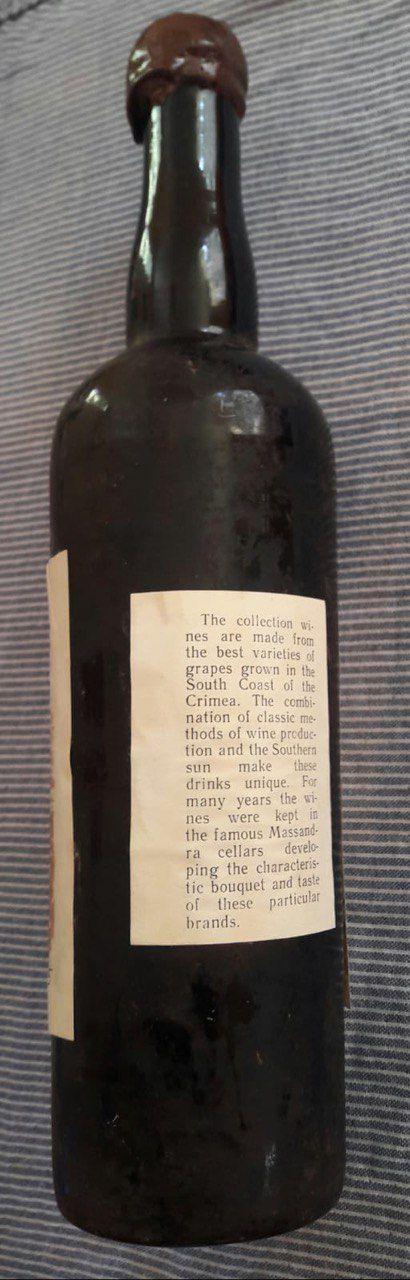 The collection wi-
nes are made from
the best varieties of
grapes grown in the
South Coast of the
Crimea. The combi-
nation of classic me-
thods of wine produc-
tion and the Southern
sun make these
drinks unique. For
many years the wi-
nes were kept in
the famous Massand-
ra cellars develo-
ping the characteris-
tic bouquet and taste
of these particular
brands.